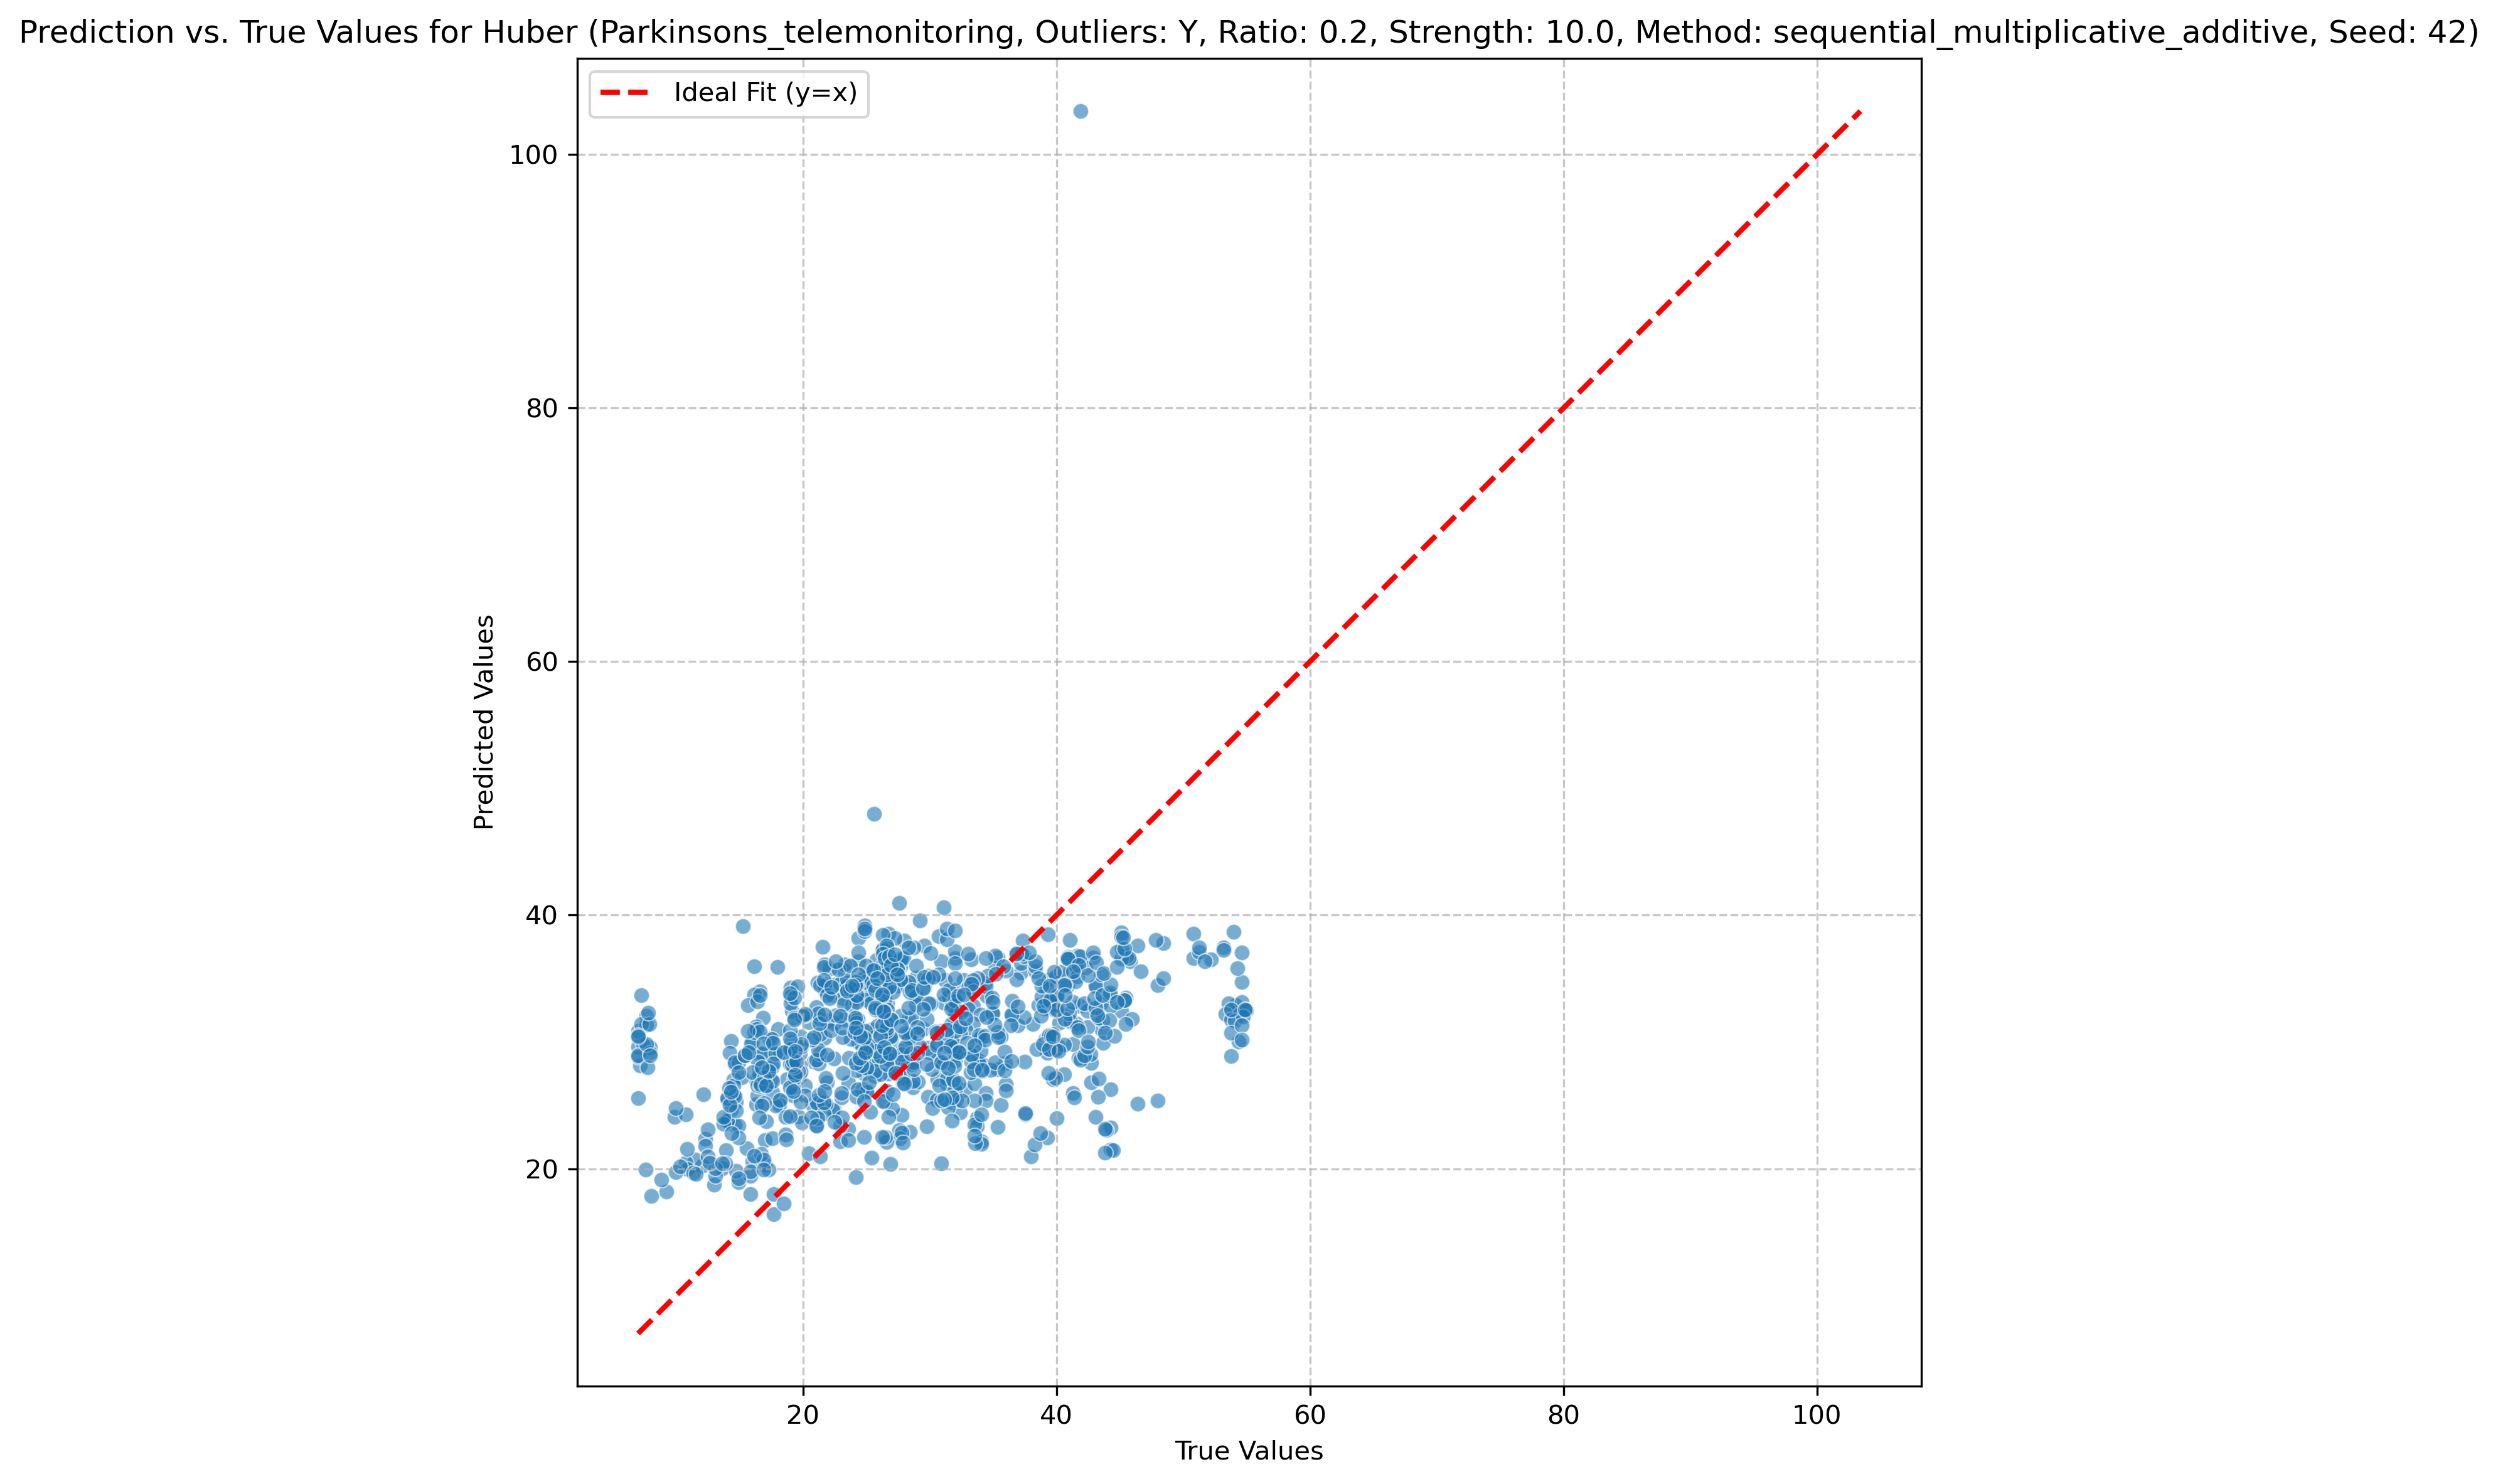 Prediction vs. True Values for Huber (Parkinsons_telemonitoring, Outliers: Y, Ratio: 0.2, Strength: 10.0, Method: sequential_multiplicative_additive, Seed: 42)
Ideal Fit (y=x)
Predicted Values
100
80
60
40
20
20 40 60 80 100
True Values